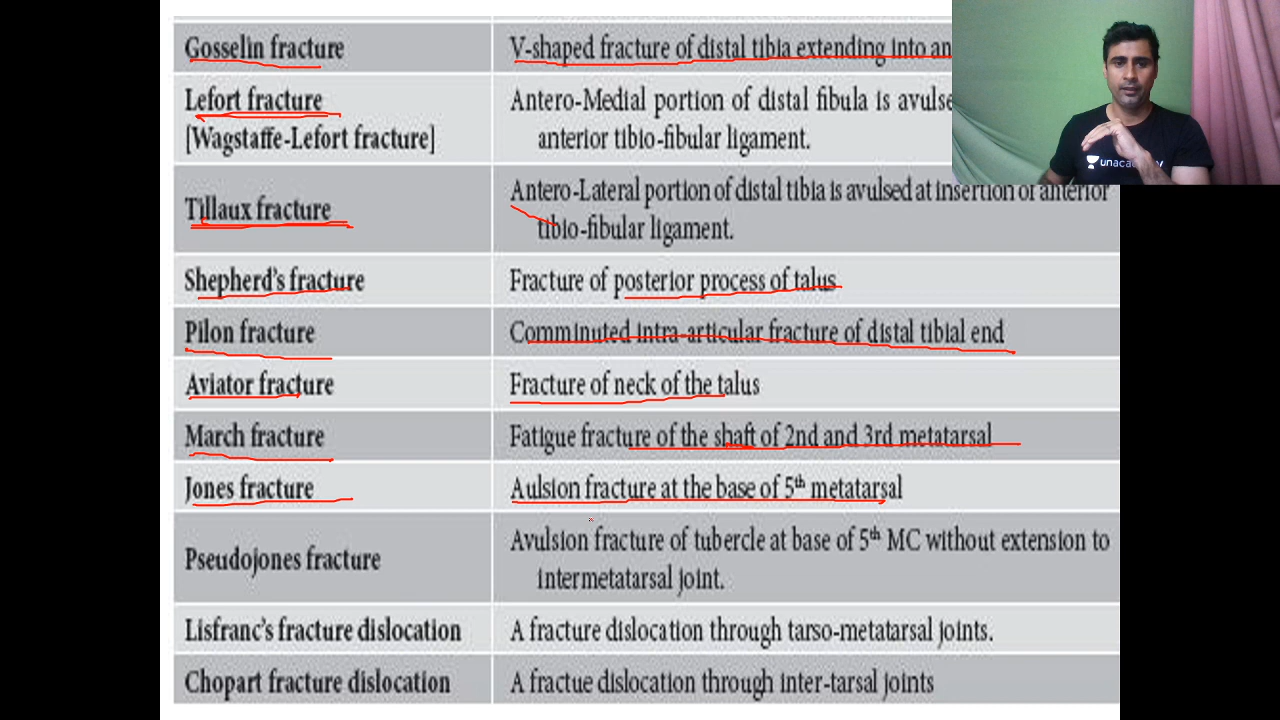 Gosselin fracture
V-shaped fracture of distal tibia extending into
Lefort fracture
[Wagstaffe-Lefort fracture]
Antero-Medial portion of distal fibula is
anterior tibio-fibular ligament.
Tillaux fracture
Antero-Lateral portion of distal tibia is avulsed at insertion of anterior
tibio-fibular ligament.
Shepherd's fracture
Fracture of posterior process of talus
Pilon fracture
Comminuted intra-articular fracture of distal tibial end
Aviator fracture
Fracture of neck of the talus
March fracture
Fatigue fracture of the shaft of 2nd and 3rd metatarsal
Jones fracture
Aulsion fracture at the base of 5th metatarsal
Pseudojones fracture
Avulsion fracture of tubercle at base of 5th MC without extension to
intermetatarsal joint.
Lisfranc's fracture dislocation
A fracture dislocation through tarso-metatarsal joints.
Chopart fracture dislocation
A fractue dislocation through inter-tarsal joints